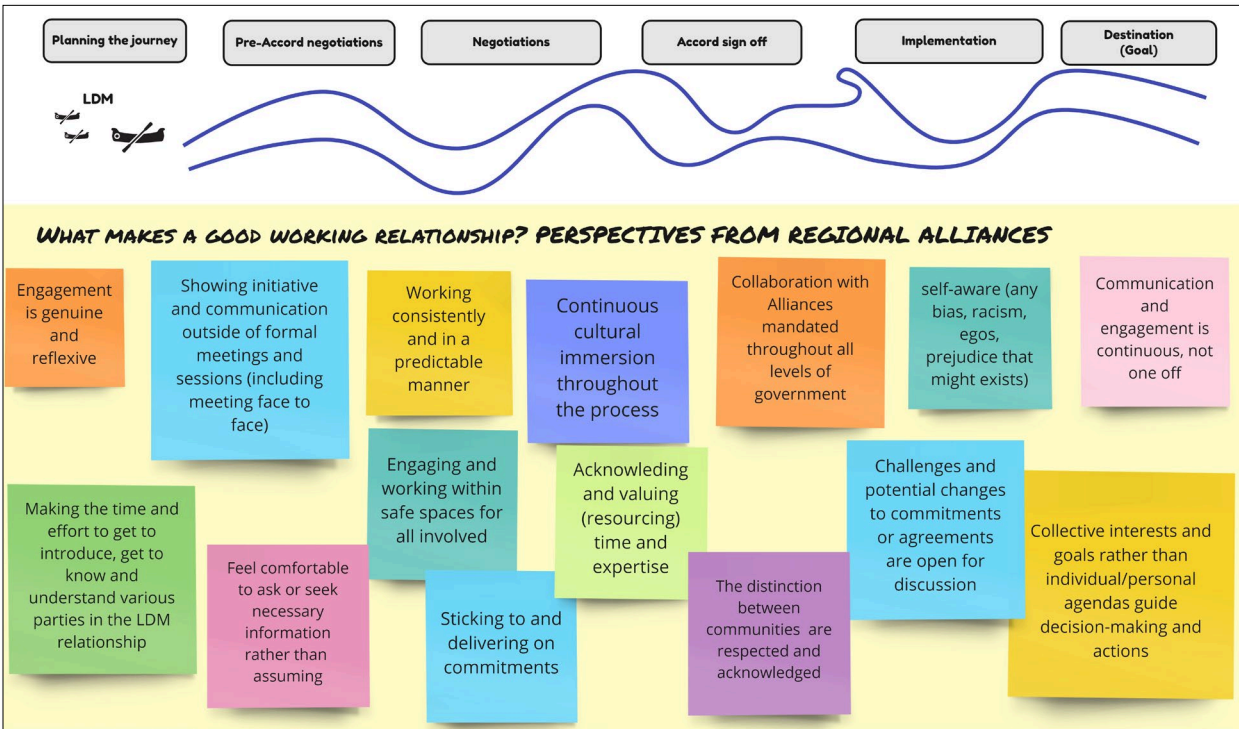 Planning the journey
Pre-Accord negotiations
Negotiations
Accord sign off
Implementation
Destination
(Goal)
LDM
WHAT MAKES A GOOD WORKING RELATIONSHIP? PERSPECTIVES FROM REGIONAL ALLIANCES
Engagement
is genuine
and
reflexive
Showing initiative
and communication
outside of formal
meetings and
sessions (including
meeting face to
face)
Working
consistently
and in a
predictable
manner
Continuous
cultural
immersion
throughout
the process
Collaboration with
Alliances
mandated
throughout all
levels of
government
self-aware (any
bias, racism,
egos,
prejudice that
might exists)
Communication
and
engagement is
continuous, not
one off
Making the time and
effort to get to
introduce, get to
know and
understand various
parties in the LDM
relationship
Feel comfortable
to ask or seek
necessary
information
rather than
assuming
Engaging and
working within
safe spaces for
all involved
Sticking to and
delivering on
commitments
Acknowleding
and valuing
(resourcing)
time and
expertise
The distinction
between
communities are
respected and
acknowledged
Challenges and
potential changes
to commitments
or agreements
are open for
discussion
Collective interests and
goals rather than
individual/personal
agendas guide
decision-making and
actions